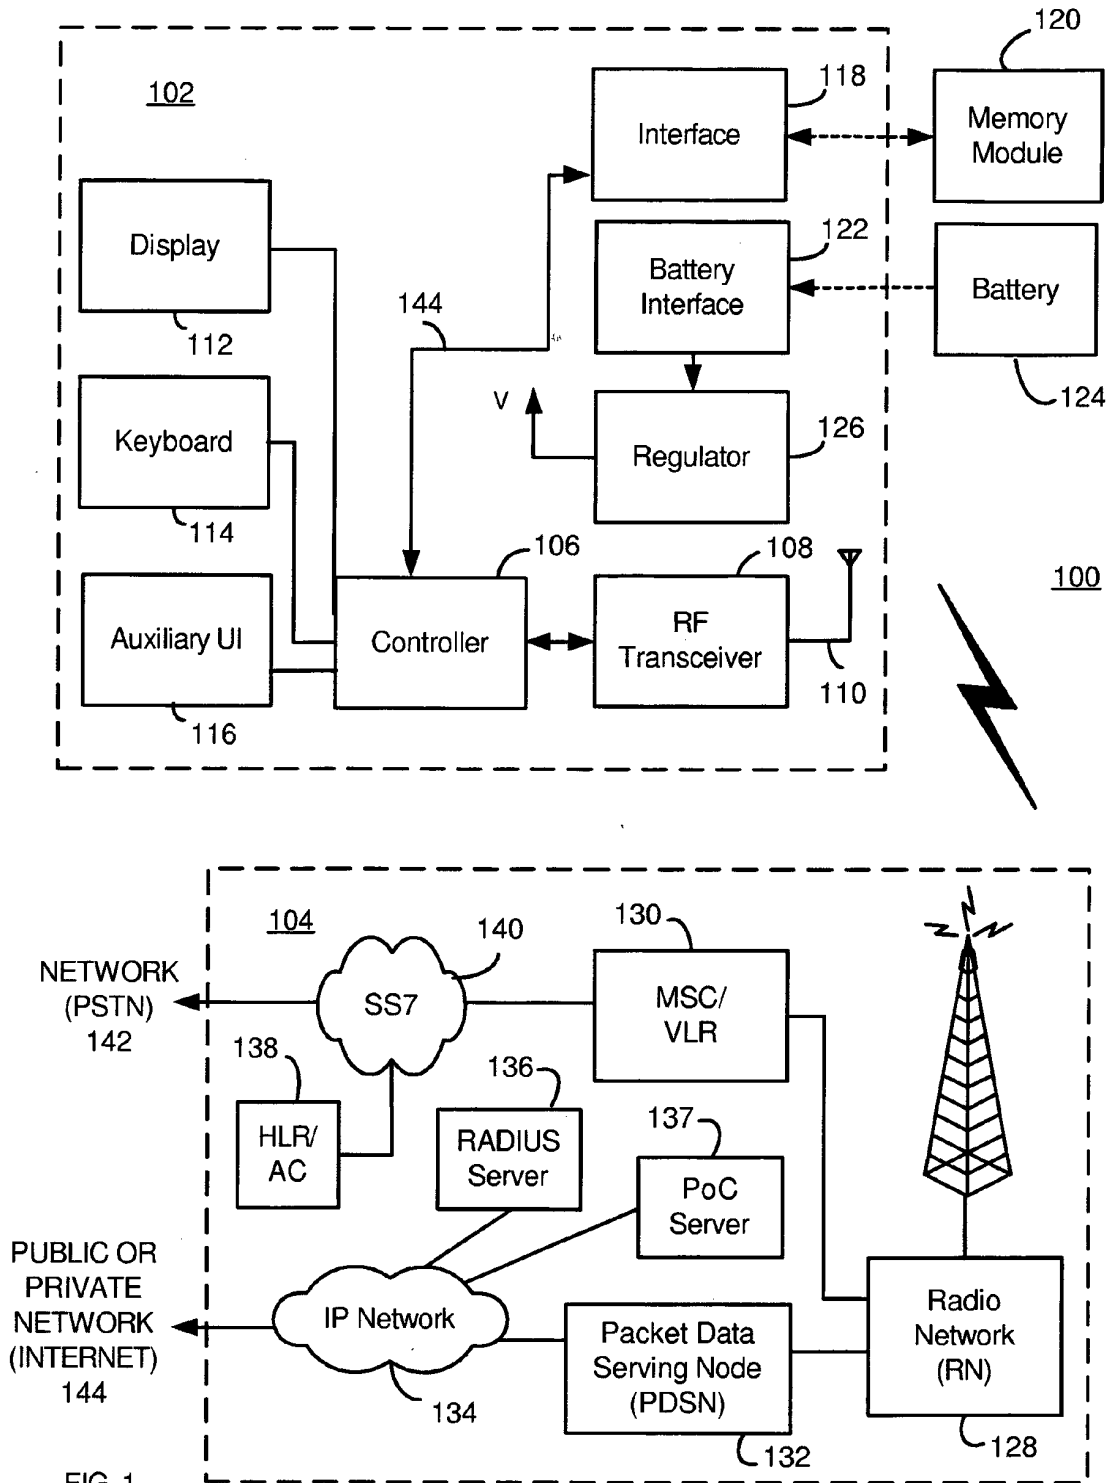 120
102
118
Interface
Memory
Module
Display
122
Battery
Interface
Battery
144
112
124
V
126
Keyboard
Regulator
114
106
108
100
Auxiliary UI
Controller
RF
Transceiver
110
116
104
140
130
NETWORK
(PSTN)
142
SS7
MSC/
VLR
138
136
HLR/
AC
RADIUS
Server
137
PoC
Server
PUBLIC OR
PRIVATE
NETWORK
(INTERNET)
144
IP Network
Packet Data
Serving Node
(PDSN)
Radio
Network
(RN)
134
132
128
FIG. 1